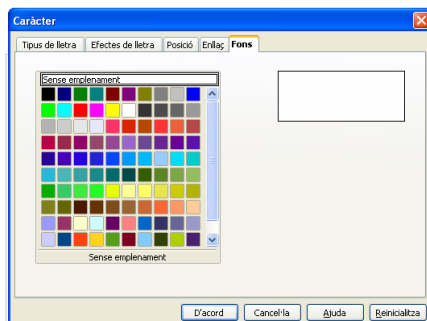 Caràcter
Tipus de lletra Efectes de lletra Posició Enllaç Fons
Sense emplenament
Sense emplenament
D'acord Cancel·la Ajuda Reinicialitza